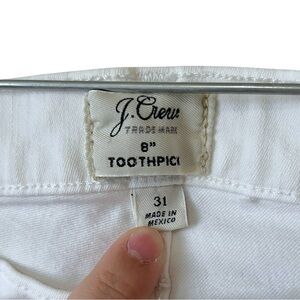 J.Crew
TRADE MARK
8"
TOOTHPICK
31
MADE IN
MEXICO